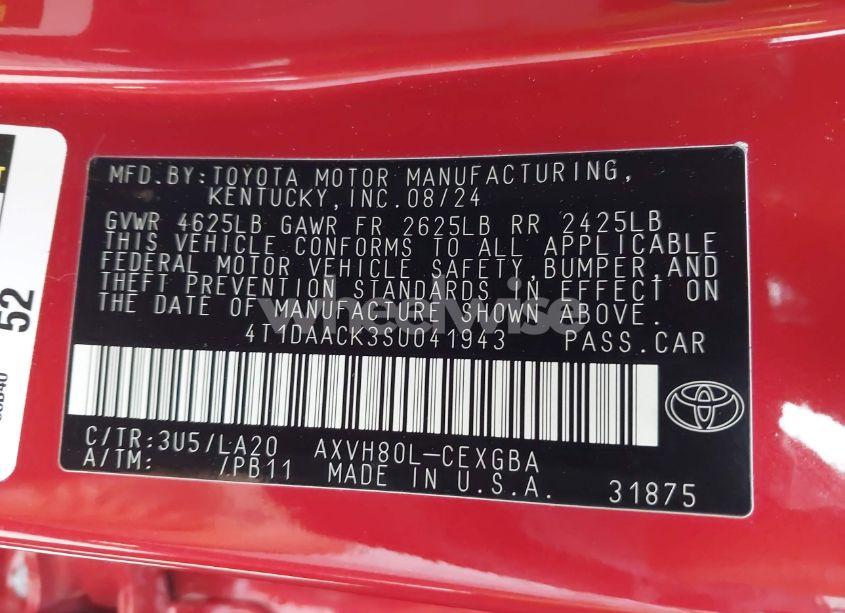 MFD.BY:TOYOTA MOTOR MANUFACTURING,
KENTUCKY,INC.08/24
GVWR 4625LB GAWR FR 2625LB RR 2425LB
THIS VEHICLE CONFORMS TO ALL APPLICABLE
FEDERAL MOTOR VEHICLE SAFETY,BUMPER,AND
THEFT PREVENTION STANDARDS IN EFFECT ON
THE DATE OF MANUFACTURE SHOWN ABOVE.
4T1DAACK3SU041943 PASS.CAR
C/TR:3U5/LA20 AXVH80L-CEXGBA
A/TM: /PB11 MADE IN U.S.A. 31875
52
wheelwise